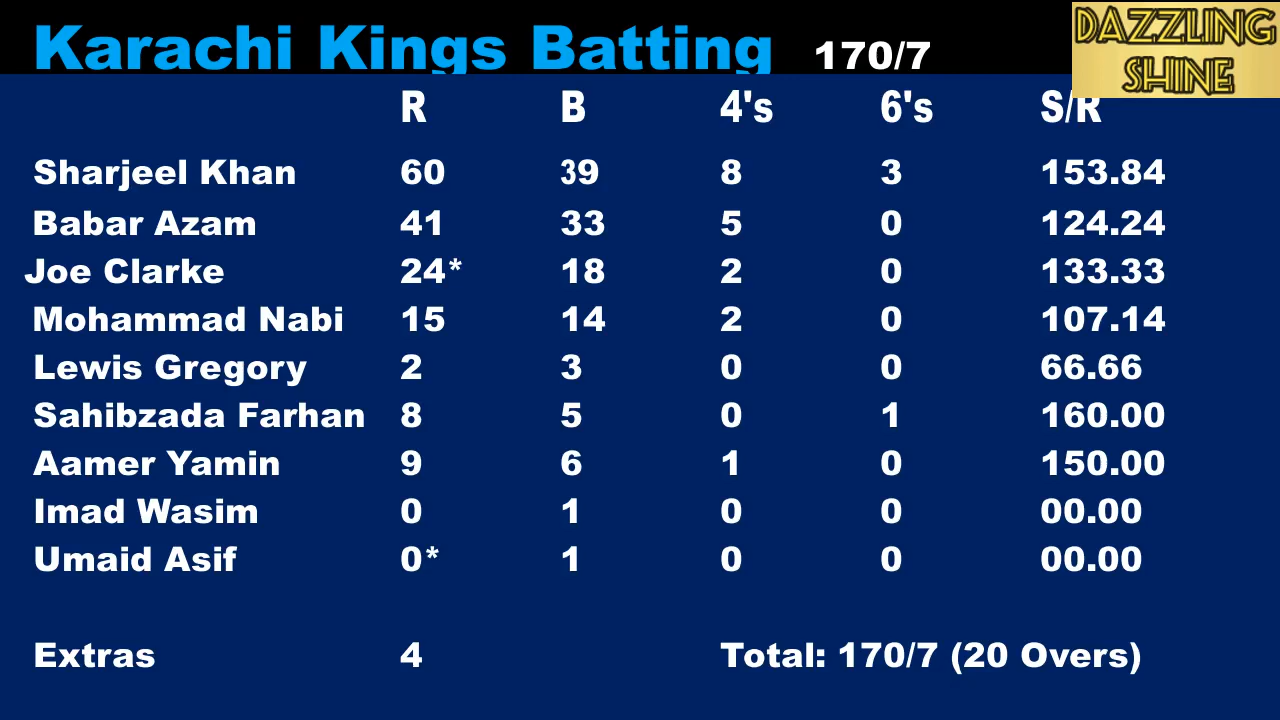 Karachi Kings Batting 170/7
DAZZLING
SHINE
R B 4's 6's S/R
Sharjeel Khan 60 39 8 3 153.84
Babar Azam 41 33 5 0 124.24
Joe Clarke 24* 18 2 0 133.33
Mohammad Nabi 15 14 2 0 107.14
Lewis Gregory 2 3 0 0 66.66
Sahibzada Farhan 8 5 0 1 160.00
Aamer Yamin 9 6 1 0 150.00
Imad Wasim 0 1 0 0 00.00
Umaid Asif 0* 1 0 0 00.00
Extras 4 Total: 170/7 (20 Overs)